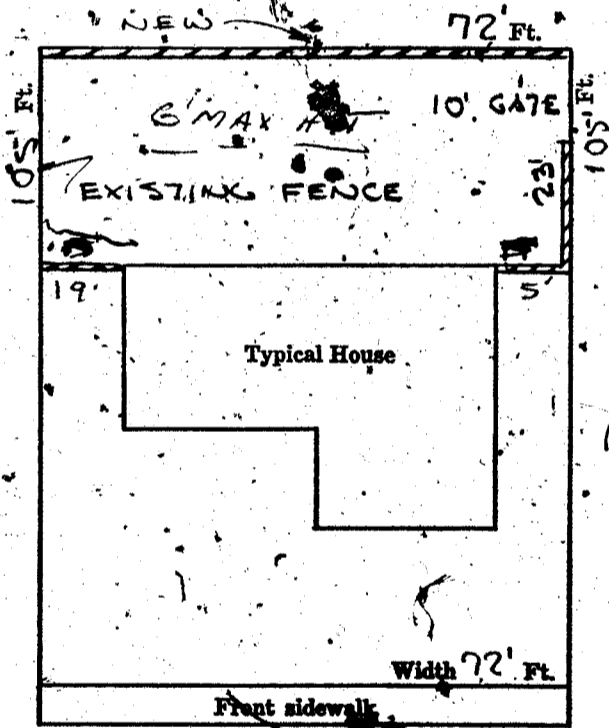 NEW
72' Ft.
105' Ft.
6' MAX
10'. GATE
105' Ft.
EXISTING FENCE
23'
19'
5'
Typical House
Width 72' Ft.
Front sidewalk